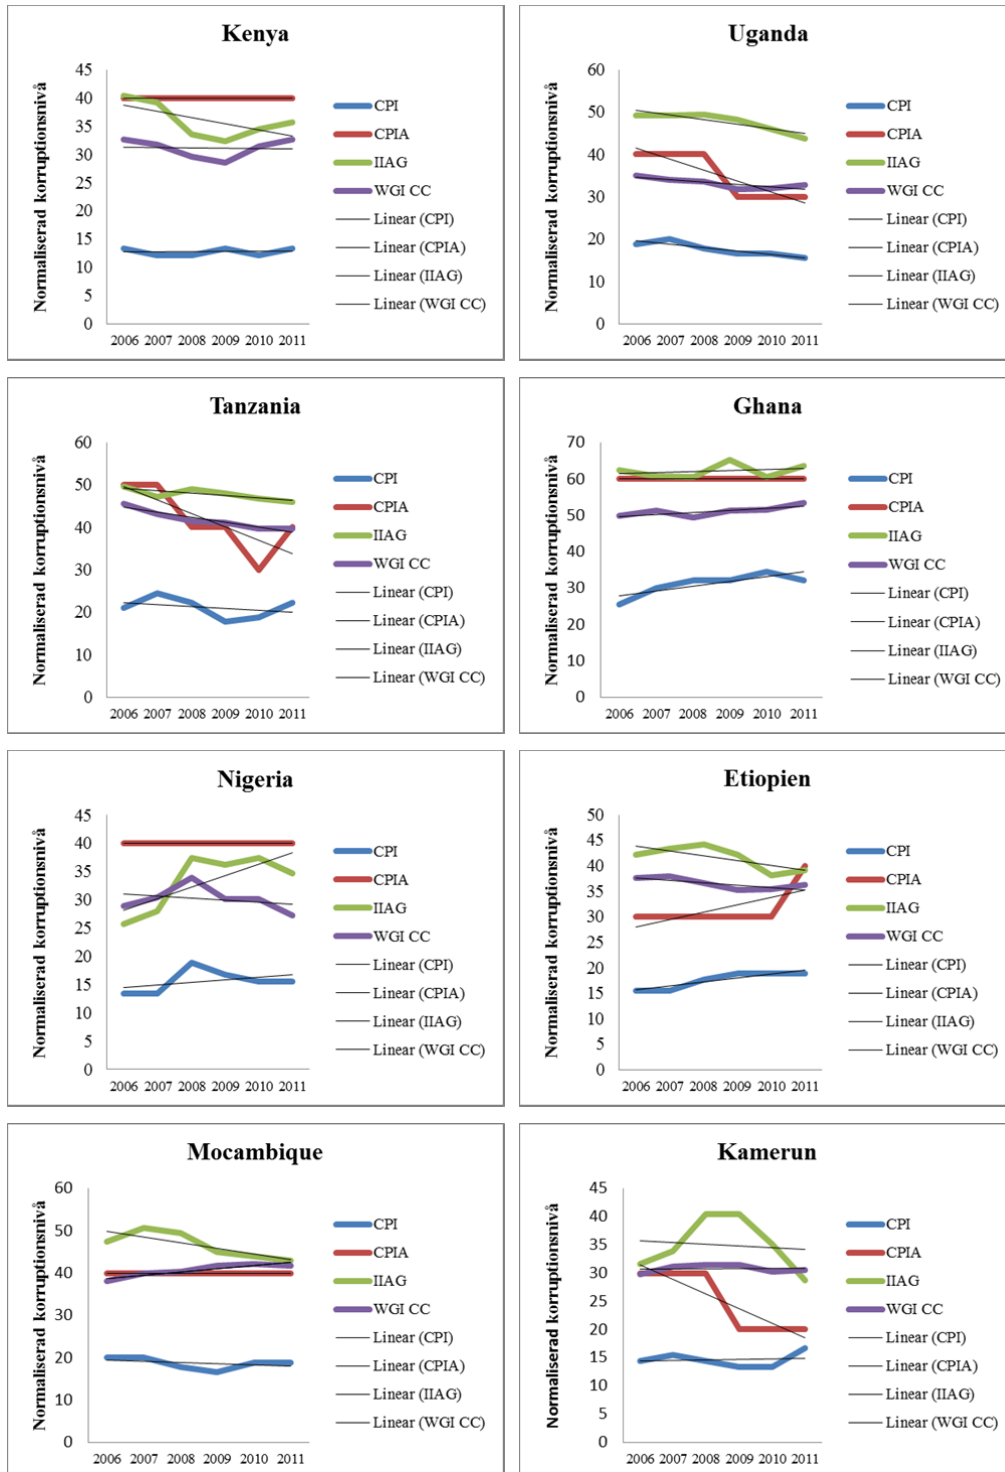 Kenya
Normaliserad korruptionsnivå
45
40
35
30
25
20
15
10
5
0
2006 2007 2008 2009 2010 2011
CPI
CPIA
IIAG
WGI CC
Linear (CPI)
Linear (CPIA)
Linear (IIAG)
Linear (WGI CC)
Uganda
Normaliserad korruptionsnivå
60
50
40
30
20
10
0
2006 2007 2008 2009 2010 2011
CPI
CPIA
IIAG
WGI CC
Linear (CPI)
Linear (CPIA)
Linear (IIAG)
Linear (WGI CC)
Tanzania
Normaliserad korruptionsnivå
60
50
40
30
20
10
0
2006 2007 2008 2009 2010 2011
CPI
CPIA
IIAG
WGI CC
Linear (CPI)
Linear (CPIA)
Linear (IIAG)
Linear (WGI CC)
Ghana
Normaliserad korruptionsnivå
70
60
50
40
30
20
10
0
2006 2007 2008 2009 2010 2011
CPI
CPIA
IIAG
WGI CC
Linear (CPI)
Linear (CPIA)
Linear (IIAG)
Linear (WGI CC)
Nigeria
Normaliserad korruptionsnivå
45
40
35
30
25
20
15
10
5
0
2006 2007 2008 2009 2010 2011
CPI
CPIA
IIAG
WGI CC
Linear (CPI)
Linear (CPIA)
Linear (IIAG)
Linear (WGI CC)
Etiopien
Normaliserad korruptionsnivå
50
45
40
35
30
25
20
15
10
5
0
2006 2007 2008 2009 2010 2011
CPI
CPIA
IIAG
WGI CC
Linear (CPI)
Linear (CPIA)
Linear (IIAG)
Linear (WGI CC)
Mocambique
Normaliserad korruptionsnivå
60
50
40
30
20
10
0
2006 2007 2008 2009 2010 2011
CPI
CPIA
IIAG
WGI CC
Linear (CPI)
Linear (CPIA)
Linear (IIAG)
Linear (WGI CC)
Kamerun
Normaliserad korruptionsnivå
45
40
35
30
25
20
15
10
5
0
2006 2007 2008 2009 2010 2011
CPI
CPIA
IIAG
WGI CC
Linear (CPI)
Linear (CPIA)
Linear (IIAG)
Linear (WGI CC)